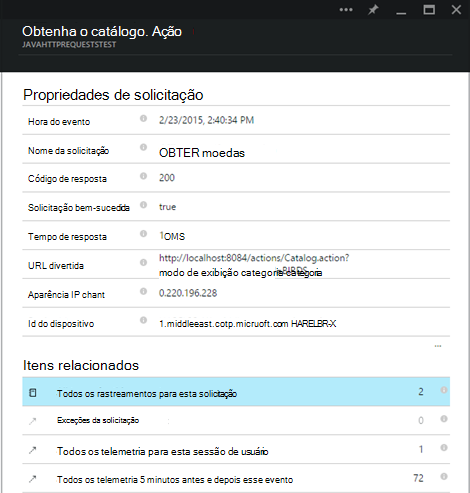 Obtenha o catálogo. Ação
JAVAHTTPREQUESTSTEST
Propriedades de solicitação
Hora do evento 2/23/2015, 2:40:34 PM
Nome da solicitação OBTER moedas
Código de resposta 200
Solicitação bem-sucedida true
Tempo de resposta 1OMS
URL divertida http://localhost:8084/actions/Catalog.action?
modo de exibição categoria categoria
Aparência IP chant 0.220.196.228
Id do dispositivo 1.middleeast.cotp.micruoft.com HARELBR-X
Itens relacionados
Todos os rastreamentos para esta solicitação 2
Exceções da solicitação 0
Todos os telemetria para esta sessão de usuário 1
Todos os telemetria 5 minutos antes e depois esse evento 72